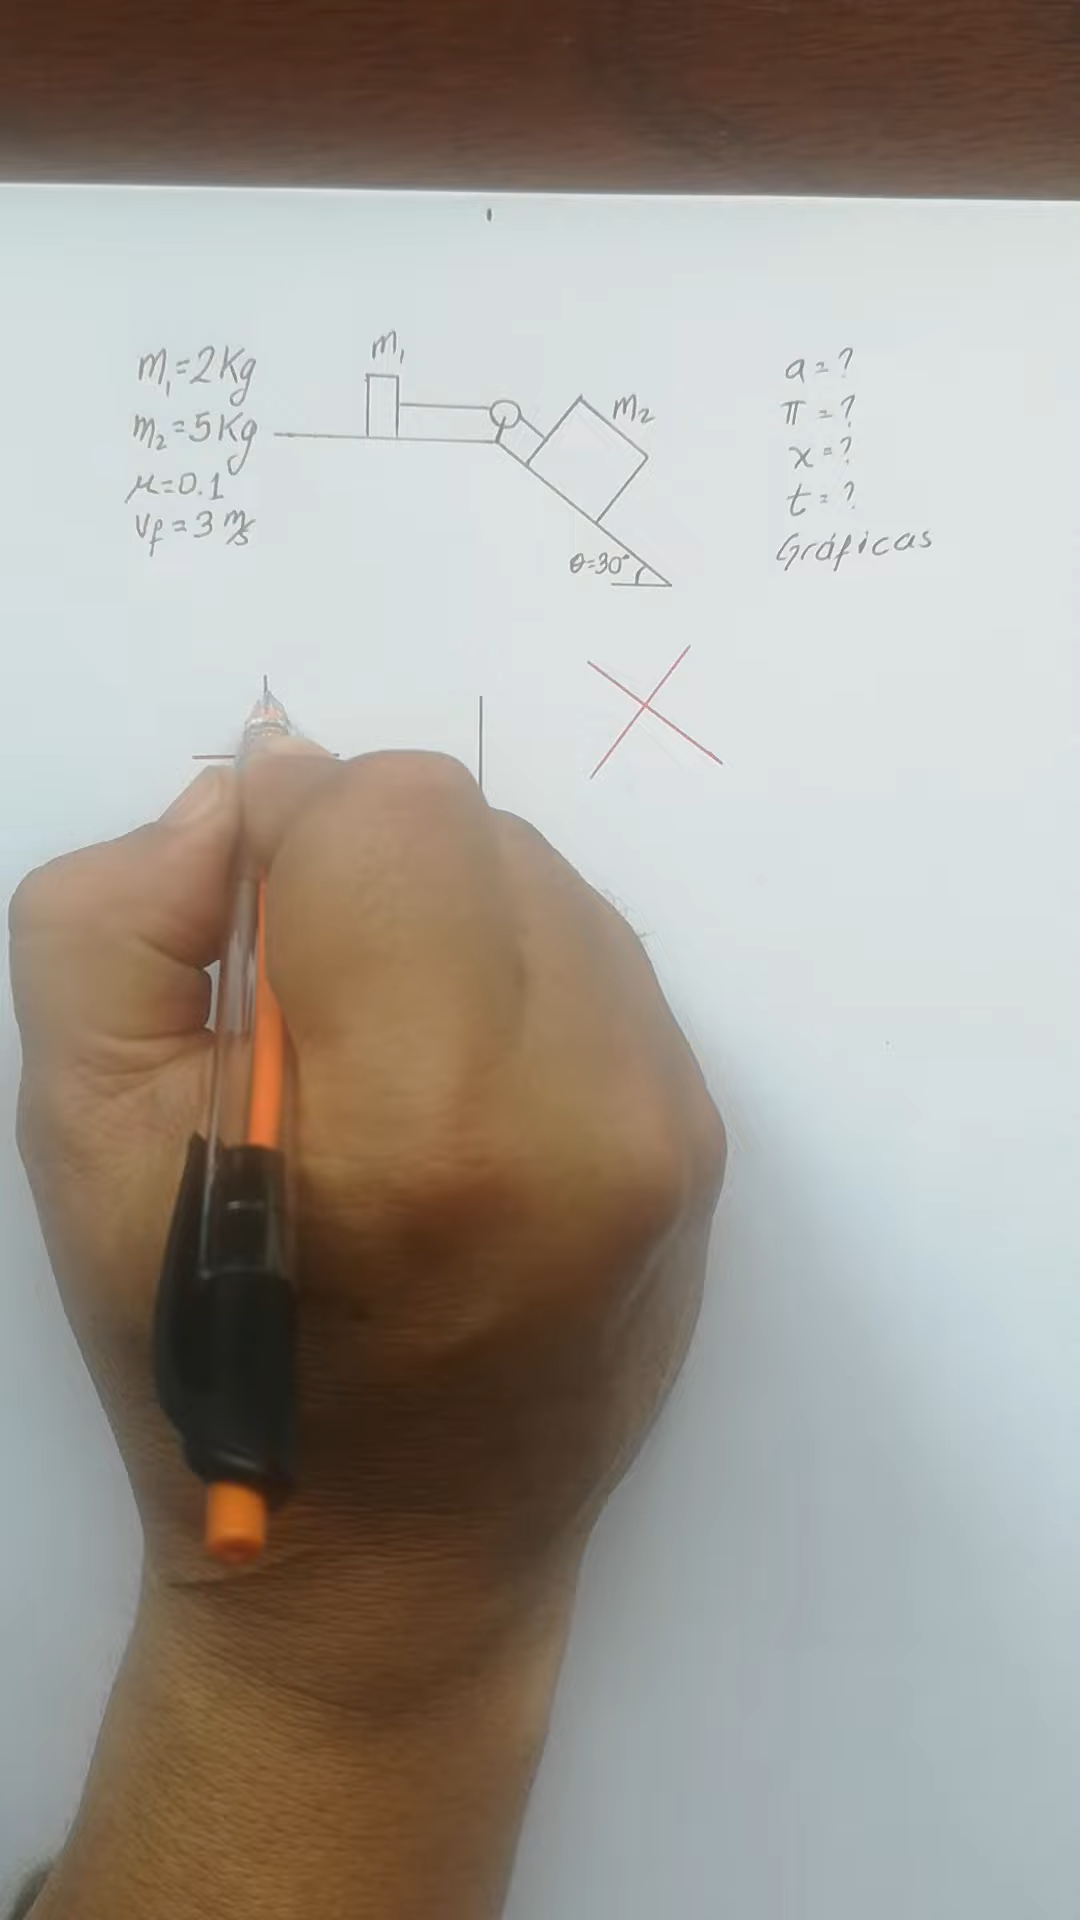 m₁=2Kg
m₂=5Kg
μ=0.1
Vf=3 m/s
m₁
m₂
θ=30°
a=?
π=?
x=?
t=?
Gráficas